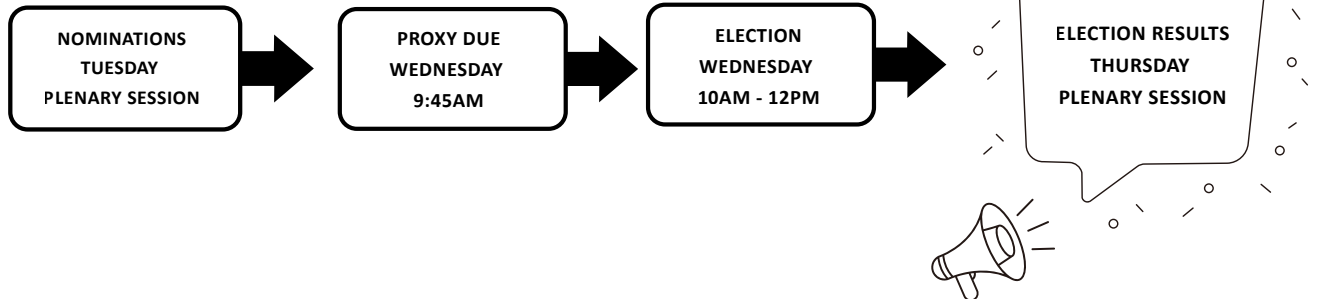 NOMINATIONS
TUESDAY
PLENARY SESSION
PROXY DUE
WEDNESDAY
9:45AM
ELECTION
WEDNESDAY
10AM - 12PM
ELECTION RESULTS
THURSDAY
PLENARY SESSION